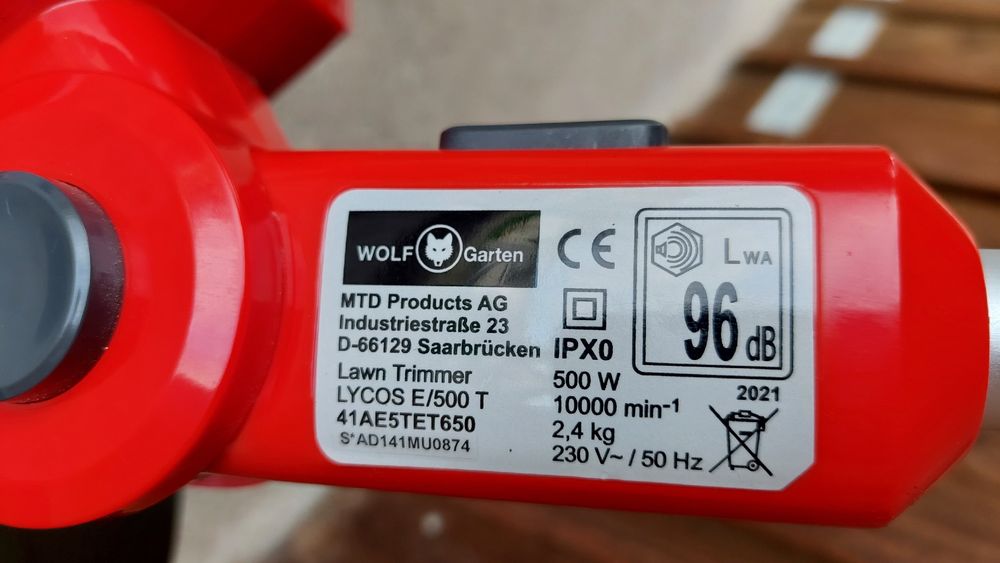 WOLF Garten
MTD Products AG
Industriestraße 23
D-66129 Saarbrücken
Lawn Trimmer
LYCOS E/500 T
41AE5TET650
S*AD141MU0874
CE
IPX0
500 W
10000 min-1
2,4 kg
230 V~ / 50 Hz
LWA
96 dB
2021